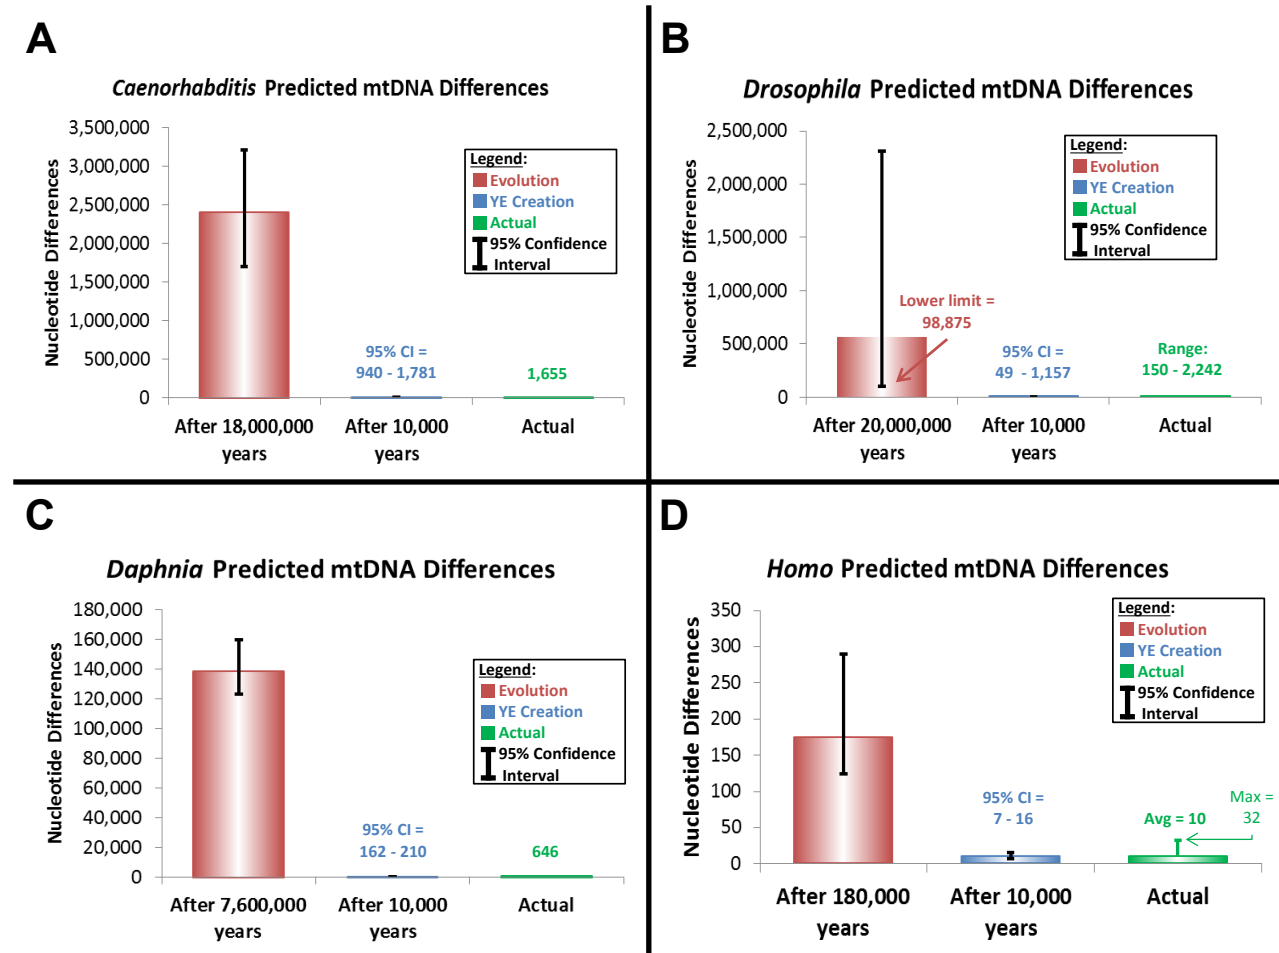 A
Caenorhabditis Predicted mtDNA Differences
Nucleotide Differences
3,500,000
3,000,000
2,500,000
2,000,000
1,500,000
1,000,000
500,000
0
Legend:
Evolution
YE Creation
Actual
95% Confidence
Interval
95% CI =
940 - 1,781
1,655
After 18,000,000
years
After 10,000
years
Actual
B
Drosophila Predicted mtDNA Differences
Nucleotide Differences
2,500,000
2,000,000
1,500,000
1,000,000
500,000
0
Legend:
Evolution
YE Creation
Actual
95% Confidence
Interval
Lower limit =
98,875
95% CI =
49 - 1,157
Range:
150 - 2,242
After 20,000,000
years
After 10,000
years
Actual
C
Daphnia Predicted mtDNA Differences
Nucleotide Differences
180,000
160,000
140,000
120,000
100,000
80,000
60,000
40,000
20,000
0
Legend:
Evolution
YE Creation
Actual
95% Confidence
Interval
95% CI =
162 - 210
646
After 7,600,000
years
After 10,000
years
Actual
D
Homo Predicted mtDNA Differences
Nucleotide Differences
350
300
250
200
150
100
50
0
Legend:
Evolution
YE Creation
Actual
95% Confidence
Interval
95% CI =
7 - 16
Avg = 10
Max =
32
After 180,000
years
After 10,000
years
Actual